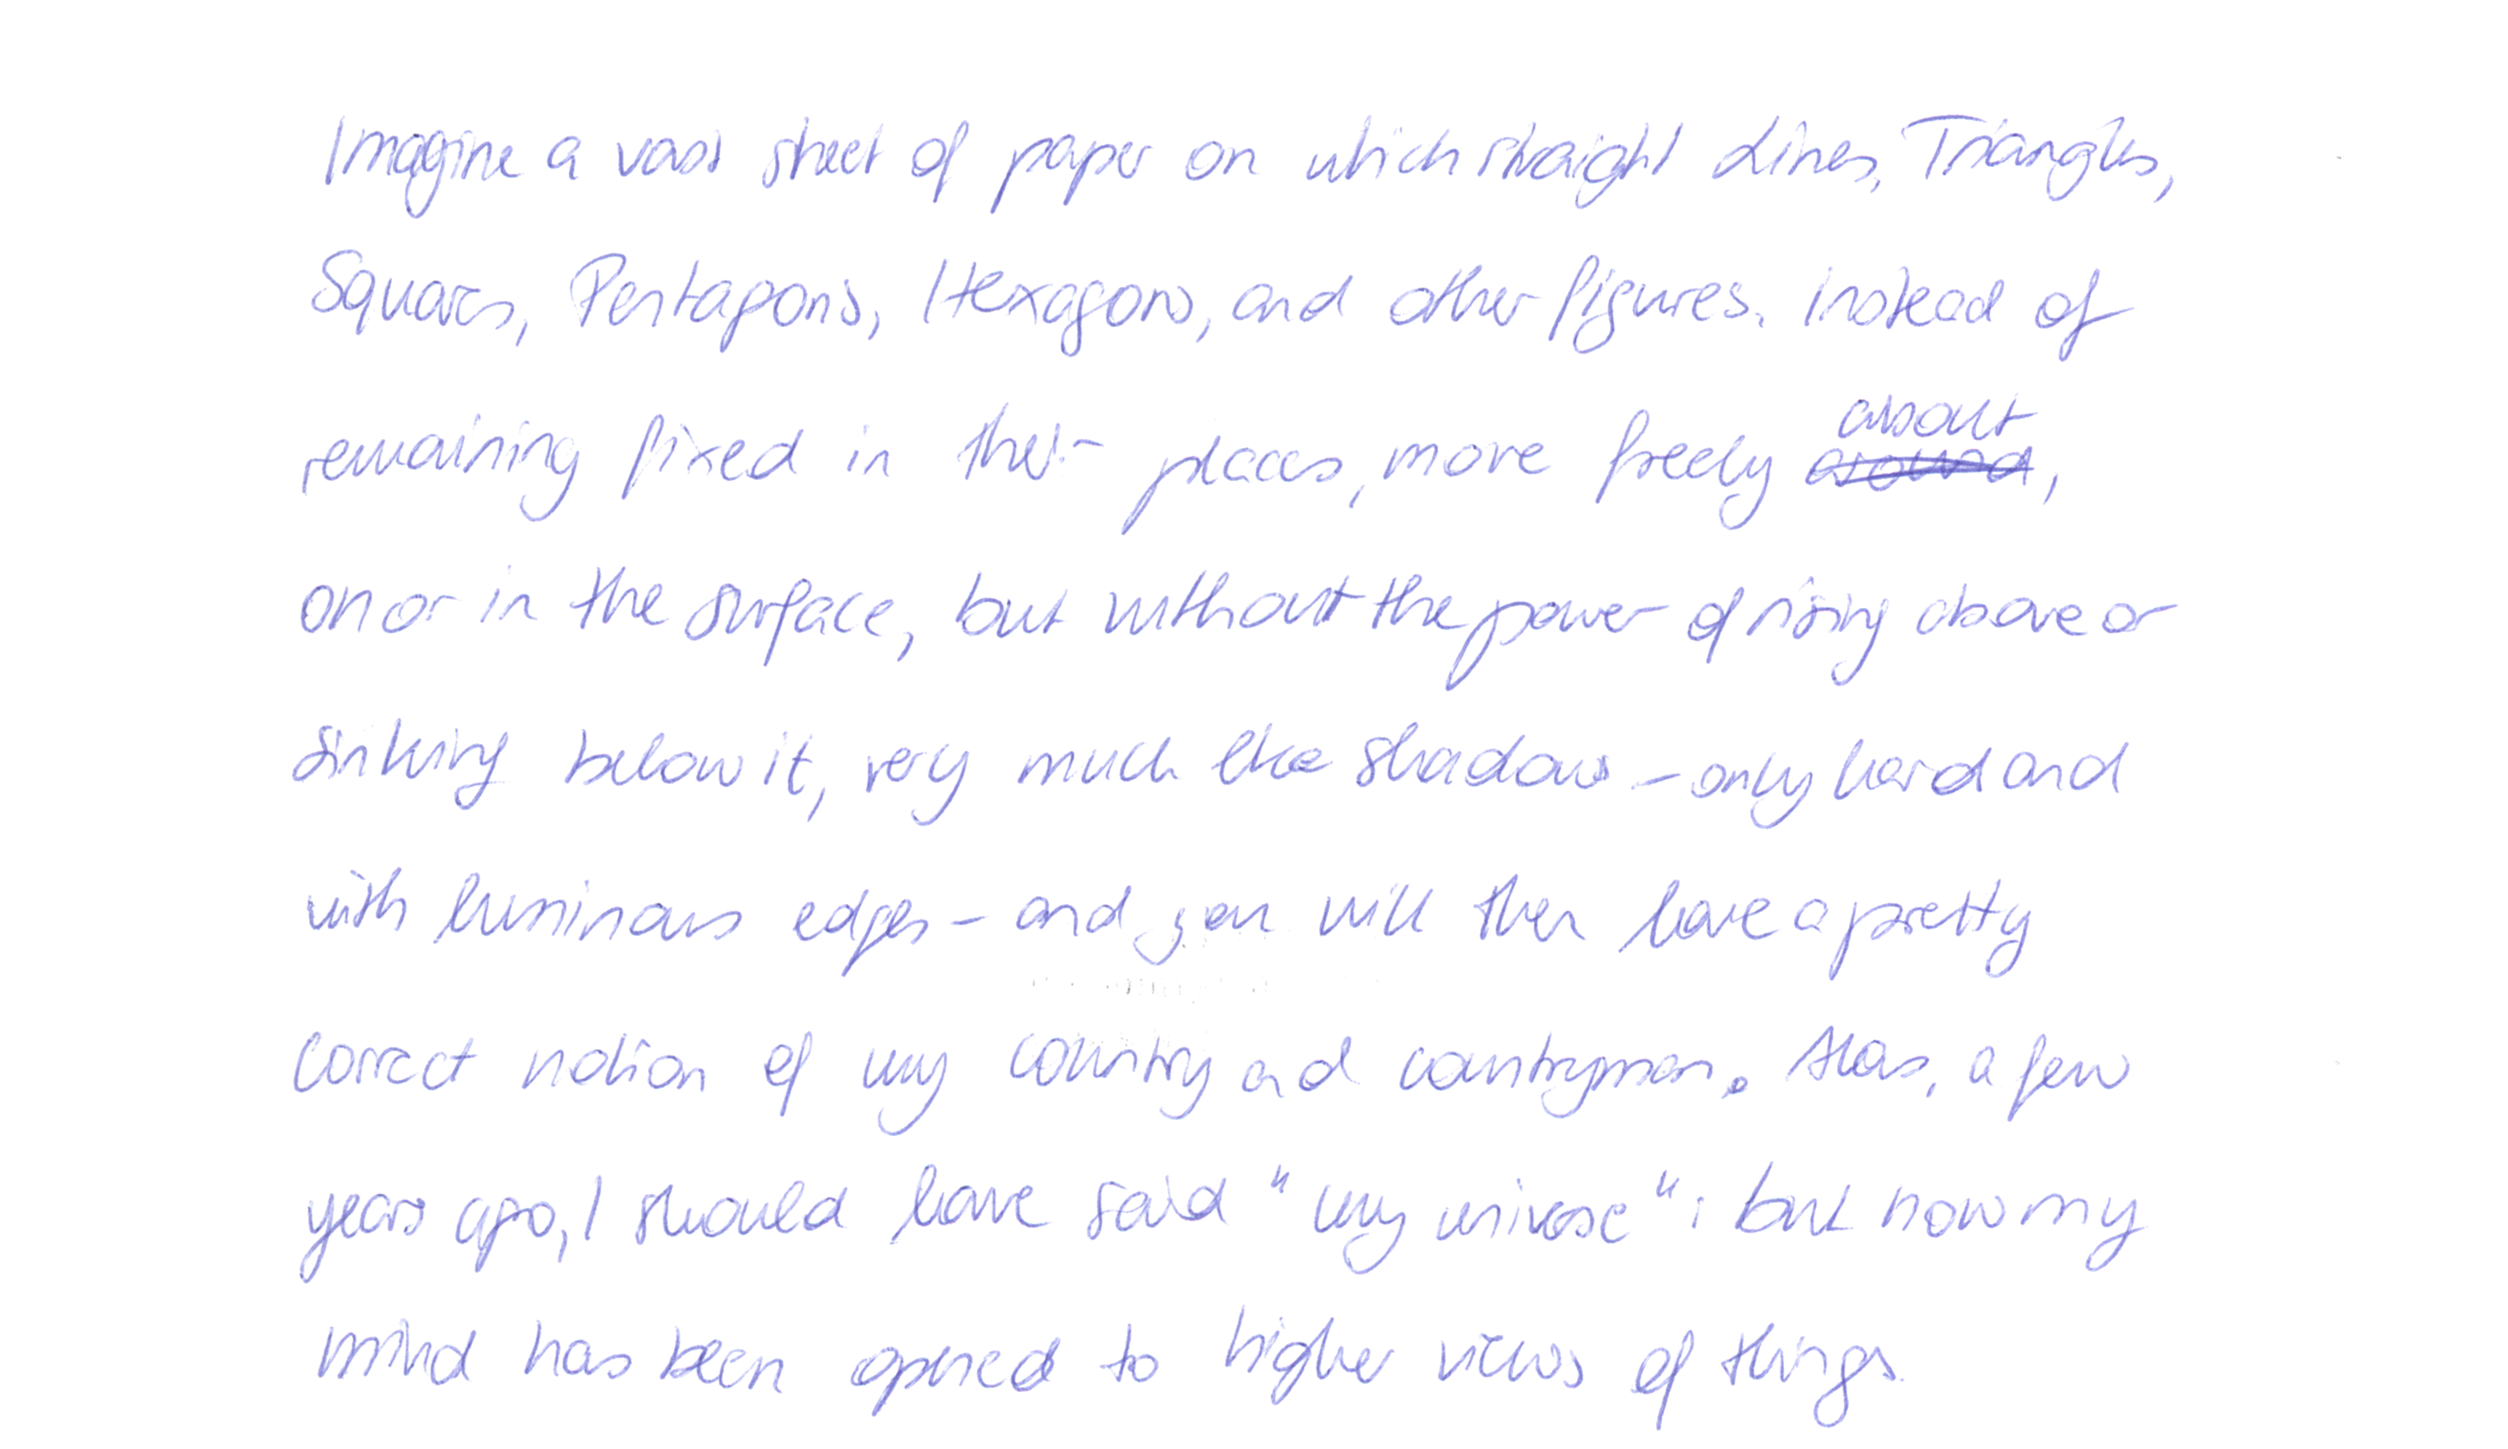 Imagine a vast sheet of paper on which straight Lines, Triangles,
Squares, Pentagons, Hexagons, and other figures, instead of
remaining fixed in their places, move freely about
around,
on or in the surface, but without the power of rising above or
sinking below it, very much like shadows - only hard and
with luminous edges - and you will then have a pretty
correct notion of my country and countrymen. Alas, a few
years ago, I should have said "my universe": but now my
mind has been opened to higher views of things.